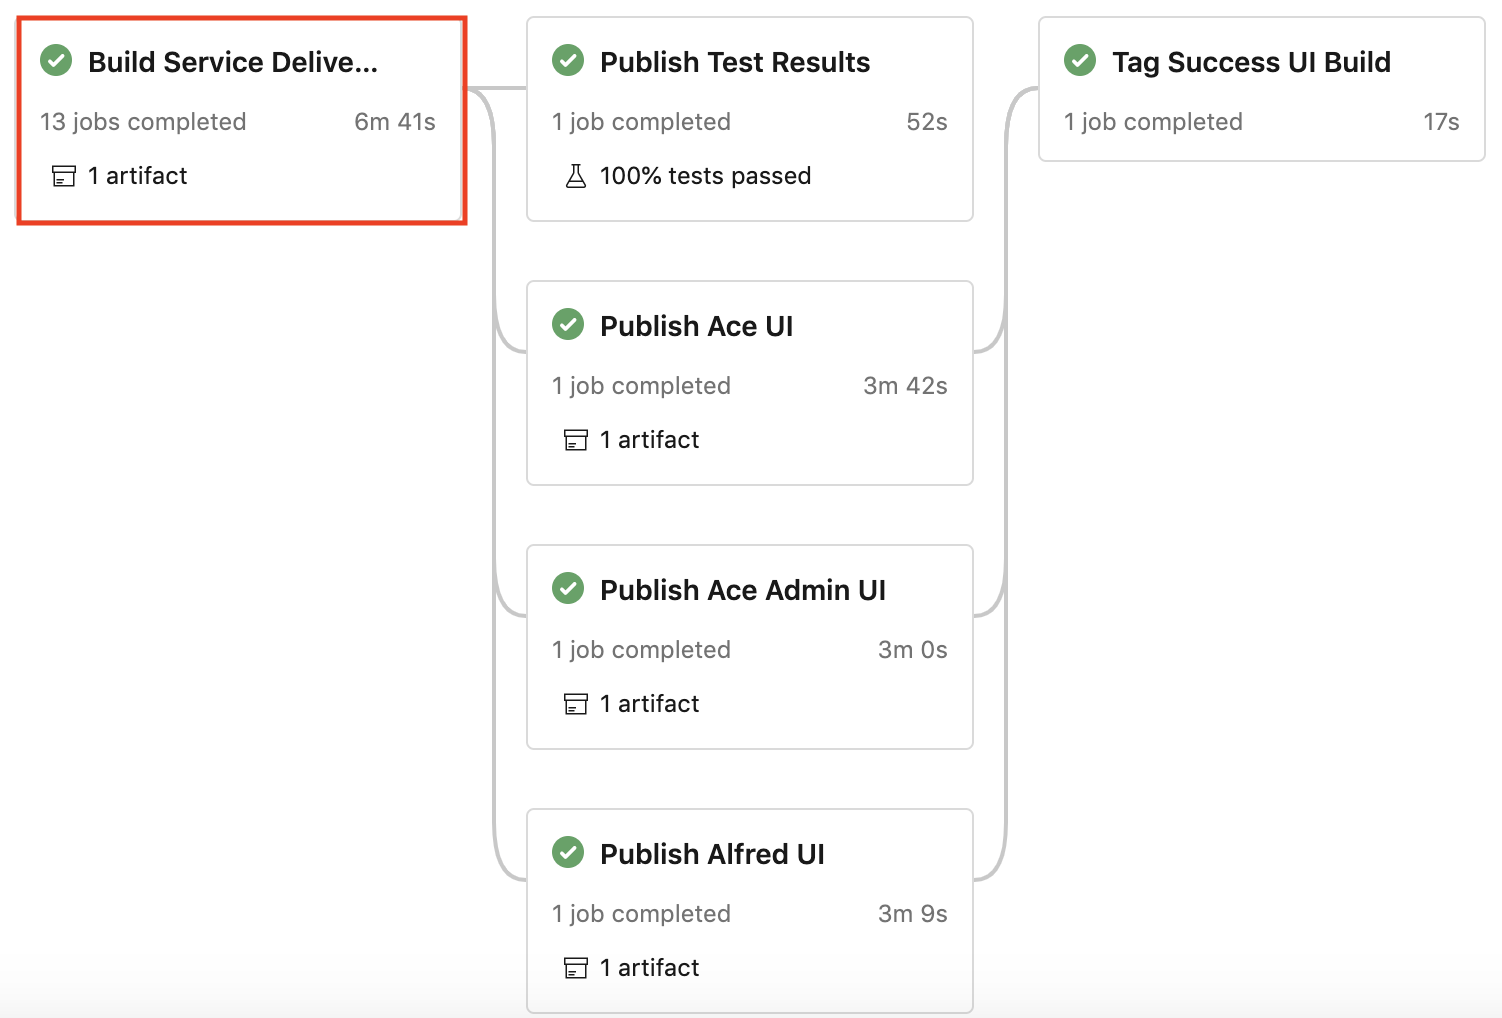 Build Service Delive...
13 jobs completed 6m 41s
1 artifact
Publish Test Results
1 job completed 52s
100% tests passed
Publish Ace UI
1 job completed 3m 42s
1 artifact
Publish Ace Admin UI
1 job completed 3m 0s
1 artifact
Publish Alfred UI
1 job completed 3m 9s
1 artifact
Tag Success UI Build
1 job completed 17s